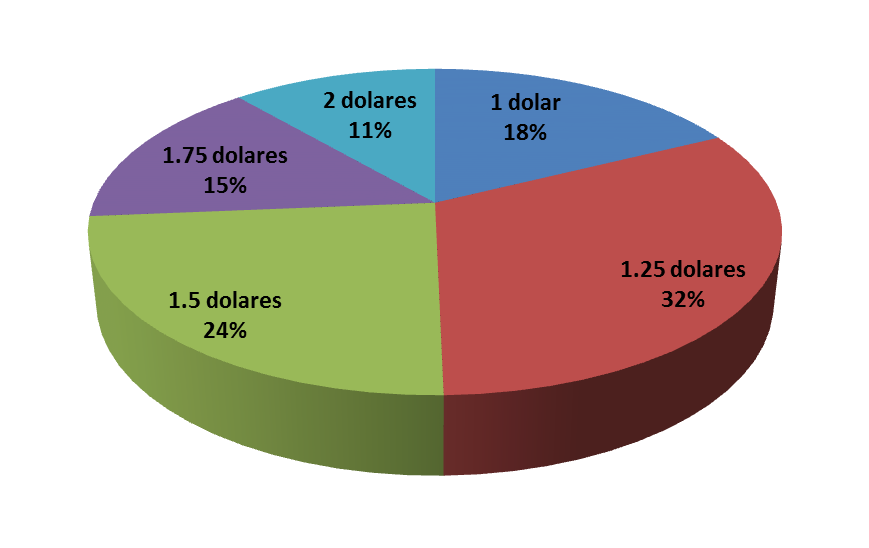 2 dolares
11%
1 dolar
18%
1.75 dolares
15%
1.25 dolares
32%
1.5 dolares
24%